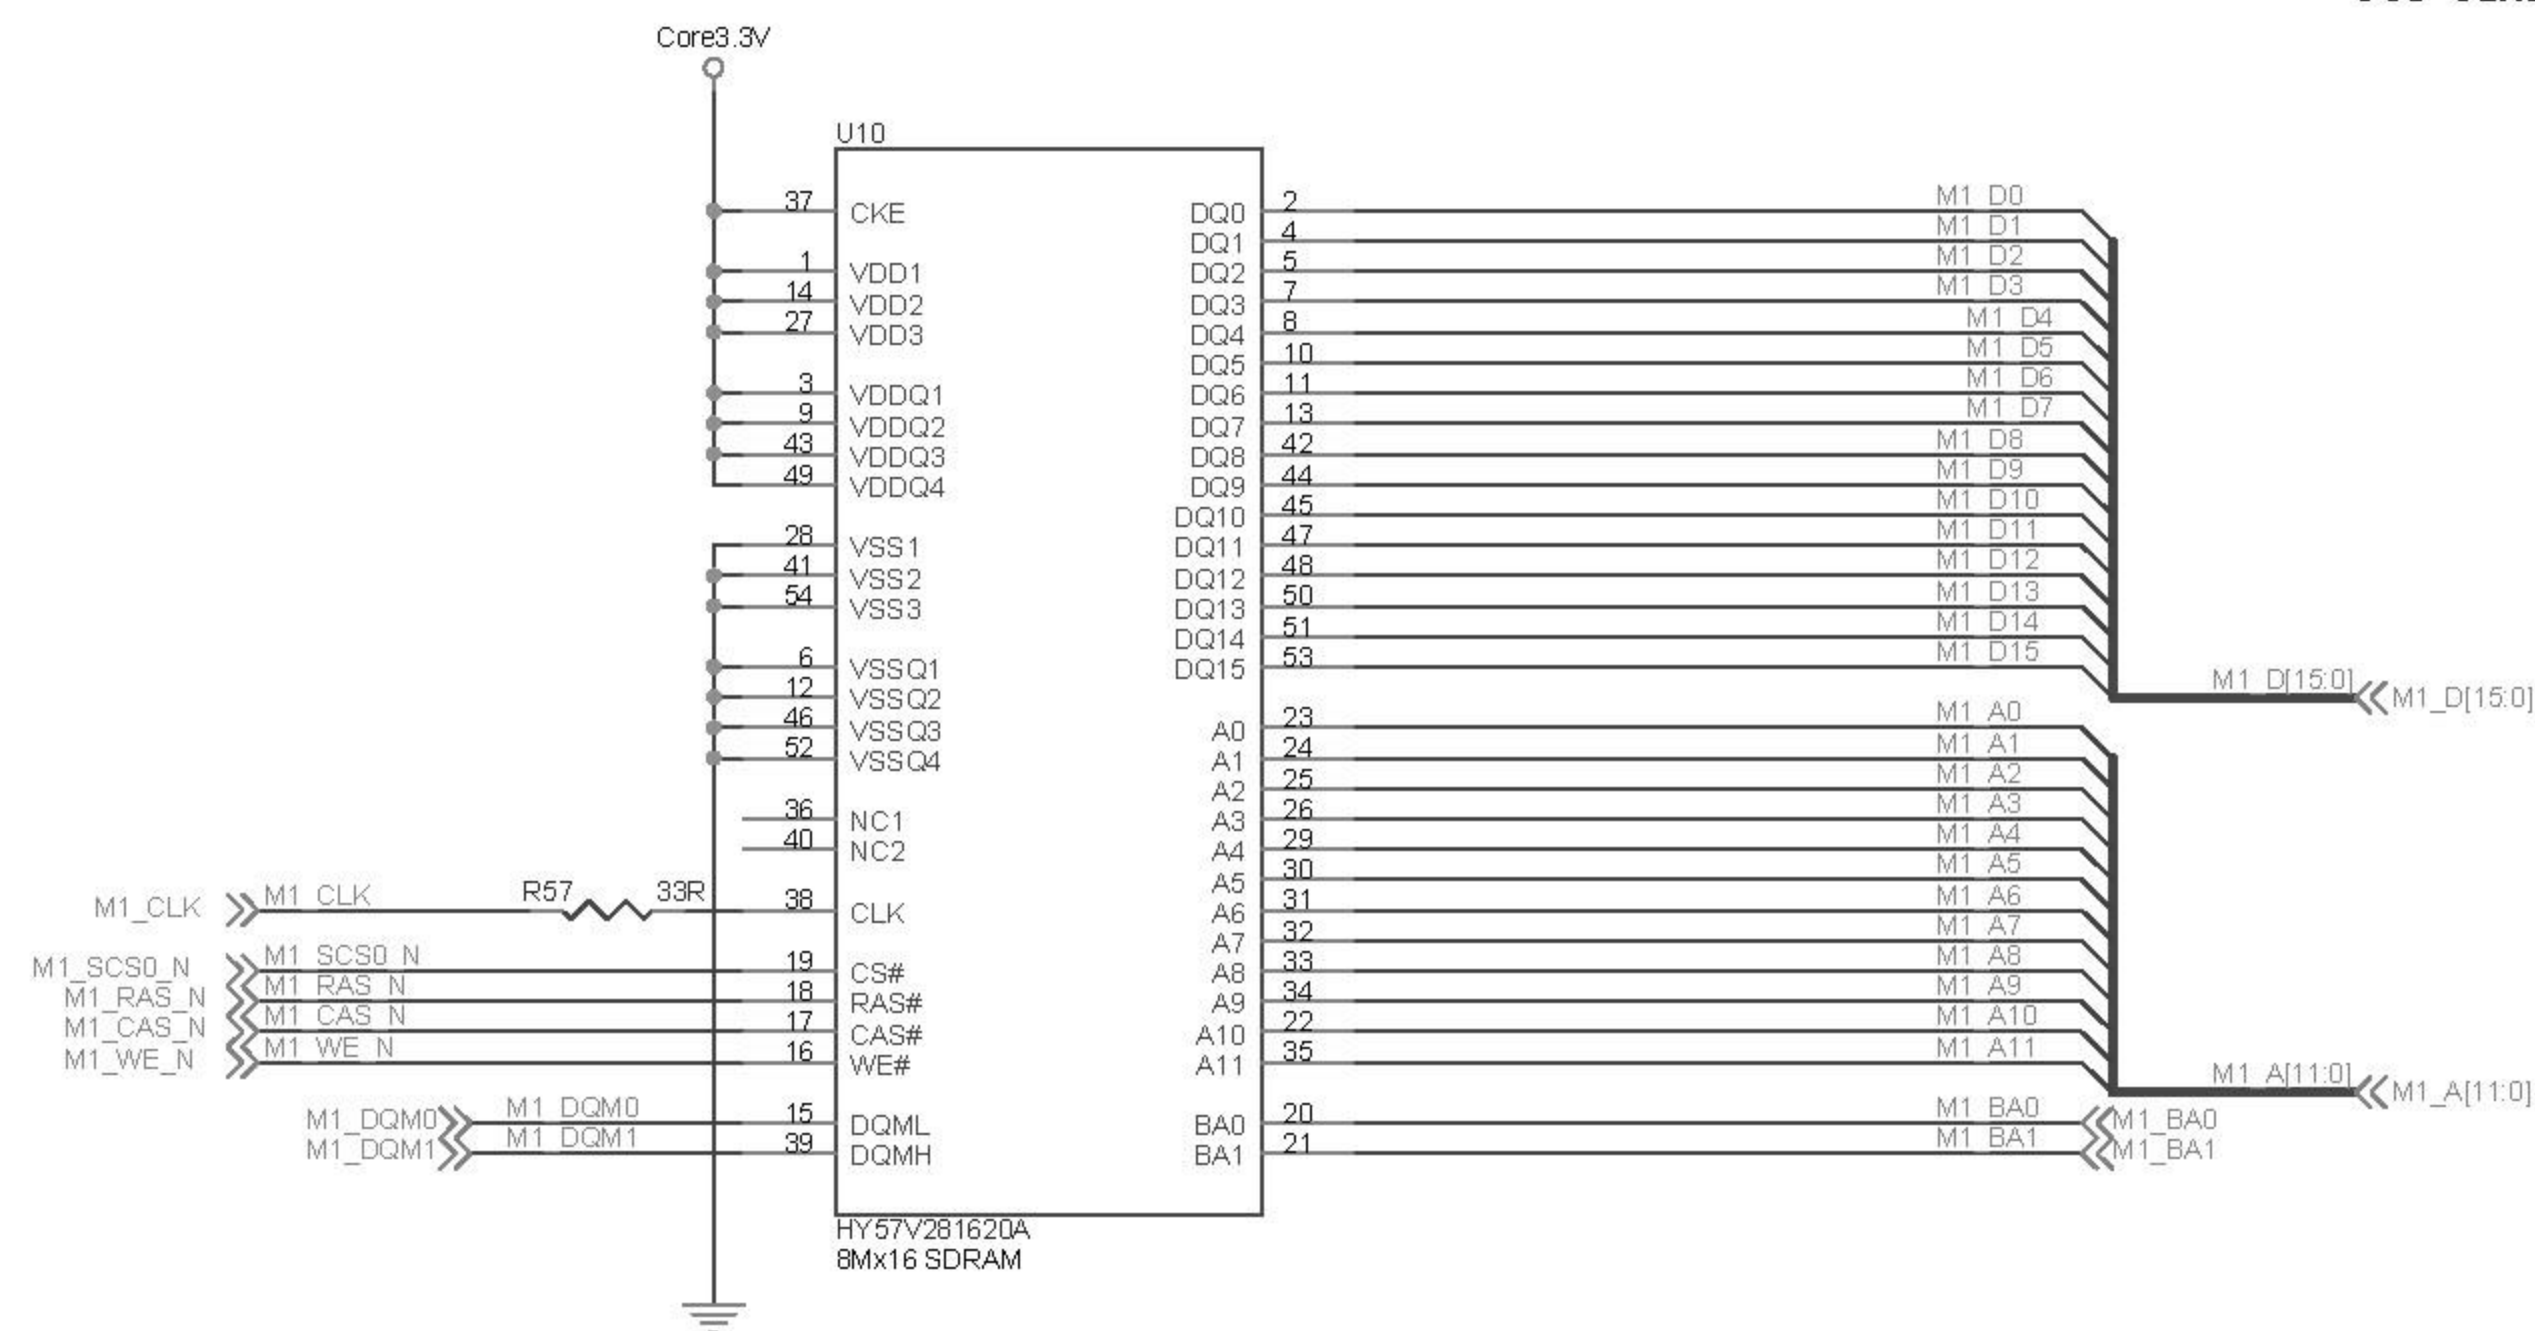 Core3.3V
U10
37 CKE
1 VDD1
14 VDD2
27 VDD3
3 VDDQ1
9 VDDQ2
43 VDDQ3
49 VDDQ4
28 VSS1
41 VSS2
54 VSS3
6 VSSQ1
12 VSSQ2
46 VSSQ3
52 VSSQ4
36 NC1
40 NC2
M1_CLK M1_CLK R57 33R 38 CLK
M1_SCS0_N M1_SCS0_N 19 CS#
M1_RAS_N M1_RAS_N 18 RAS#
M1_CAS_N M1_CAS_N 17 CAS#
M1_WE_N M1_WE_N 16 WE#
M1_DQM0 M1_DQM0 15 DQML
M1_DQM1 M1_DQM1 39 DQMH
DQ0 2 M1_D0
DQ1 4 M1_D1
DQ2 5 M1_D2
DQ3 7 M1_D3
DQ4 8 M1_D4
DQ5 10 M1_D5
DQ6 11 M1_D6
DQ7 13 M1_D7
DQ8 42 M1_D8
DQ9 44 M1_D9
DQ10 45 M1_D10
DQ11 47 M1_D11
DQ12 48 M1_D12
DQ13 50 M1_D13
DQ14 51 M1_D14
DQ15 53 M1_D15
M1_D[15:0] M1_D[15:0]
A0 23 M1_A0
A1 24 M1_A1
A2 25 M1_A2
A3 26 M1_A3
A4 29 M1_A4
A5 30 M1_A5
A6 31 M1_A6
A7 32 M1_A7
A8 33 M1_A8
A9 34 M1_A9
A10 22 M1_A10
A11 35 M1_A11
M1_A[11:0] M1_A[11:0]
BA0 20 M1_BA0 M1_BA0
BA1 21 M1_BA1 M1_BA1
HY57V281620A
8Mx16 SDRAM